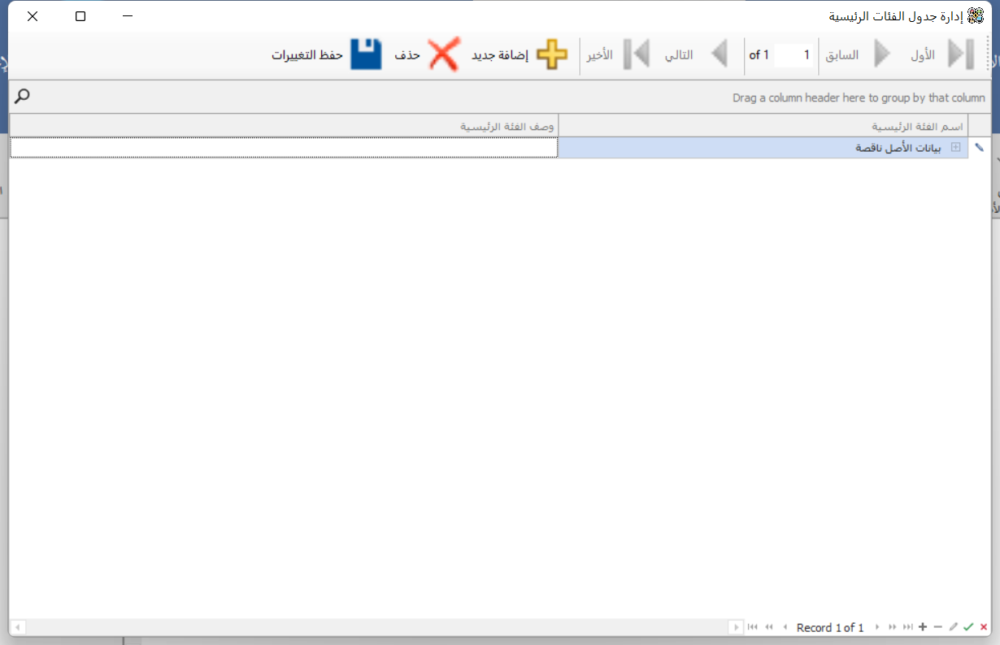 إدارة جدول الفئات الرئيسية
الأول السابق 1 of 1 التالي الأخير إضافة جديد حذف حفظ التغييرات
Drag a column header here to group by that column
اسم الفئة الرئيسية وصف الفئة الرئيسية
بيانات الأصل ناقصة
Record 1 of 1